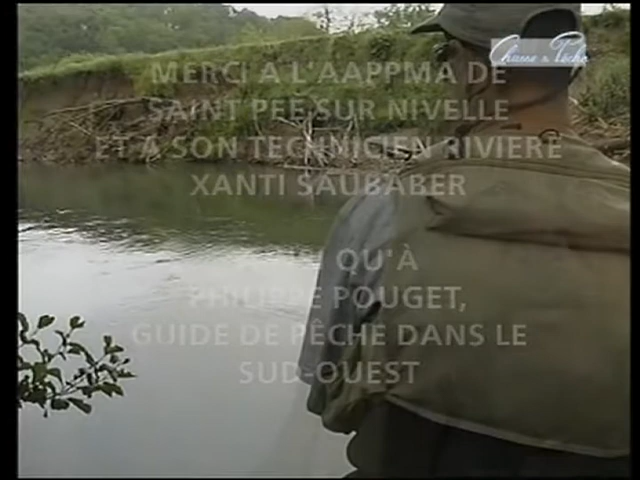 Chasse & Pêche
MERCI A L'AAPPMA DE
SAINT PEE SUR NIVELLE
ET A SON TECHNICIEN RIVIERE
XANTI SAUBABER
QU'À
PHILIPPE POUGET,
GUIDE DE PÊCHE DANS LE
SUD-OUEST